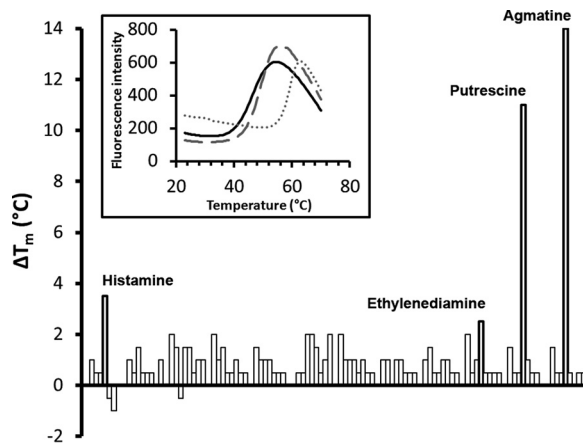 Agmatine
Putrescine
Histamine
Ethylenediamine
ΔTm (°C)
14
12
10
8
6
4
2
0
-2
Fluorescence intensity
800
600
400
200
0
20 40 60 80
Temperature (°C)